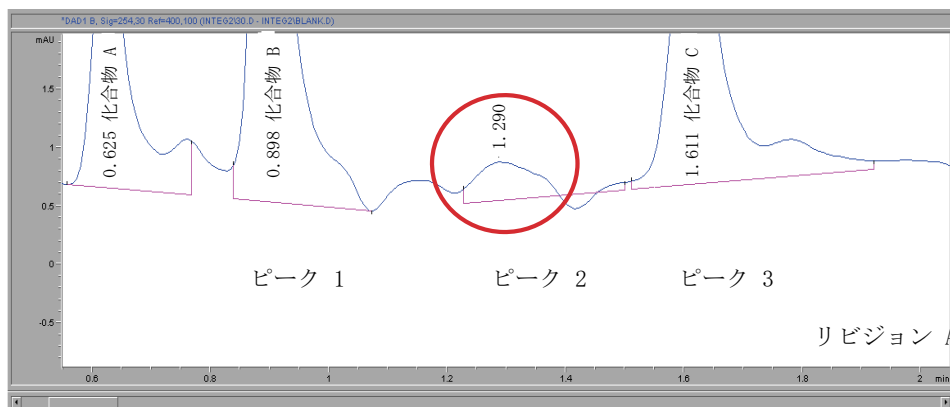 *DAD1 B, Sig=254,30 Ref=400,100 (INTEG2\30.D - INTEG2\BLANK.D)
mAU
1.5
1
0.5
0
-0.5
0.625 化合物 A
0.898 化合物 B
1.290
1.611 化合物 C
ピーク 1
ピーク 2
ピーク 3
リビジョン A
0.6
0.8
1
1.2
1.4
1.6
1.8
2
min